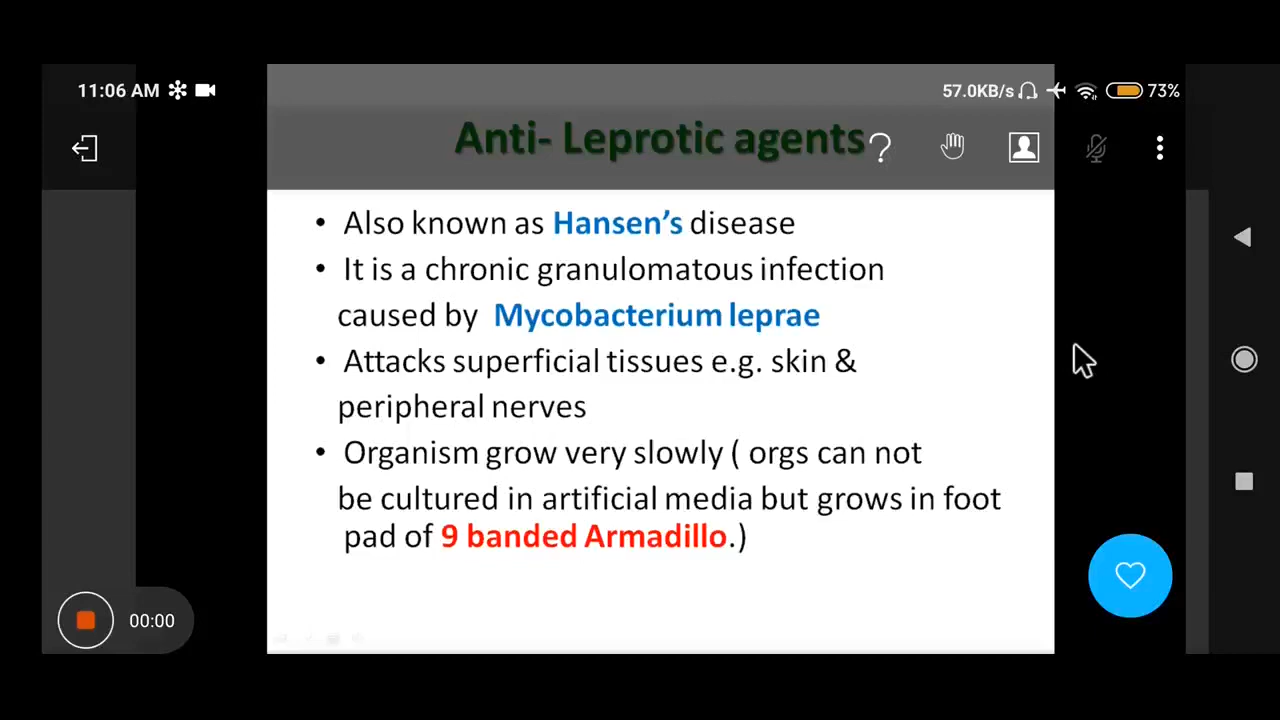 11:06 AM
57.0KB/s
73%
Anti- Leprotic agents
• Also known as Hansen’s disease
• It is a chronic granulomatous infection
caused by Mycobacterium leprae
• Attacks superficial tissues e.g. skin &
peripheral nerves
• Organism grow very slowly ( orgs can not
be cultured in artificial media but grows in foot
pad of 9 banded Armadillo.)
00:00